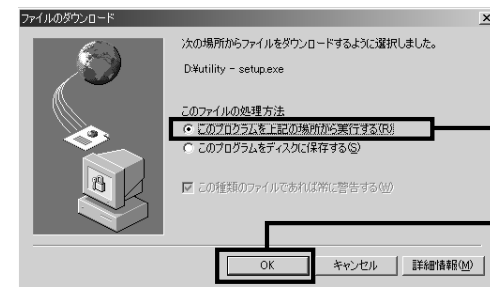 ファイルのダウンロード
次の場所からファイルをダウンロードするように選択しました。
D:¥utility - setup.exe
このファイルの処理方法
このプログラムを上記の場所から実行する(R)
このプログラムをディスクに保存する(S)
この種類のファイルであれば常に警告する(W)
OK
キャンセル
詳細情報(M)